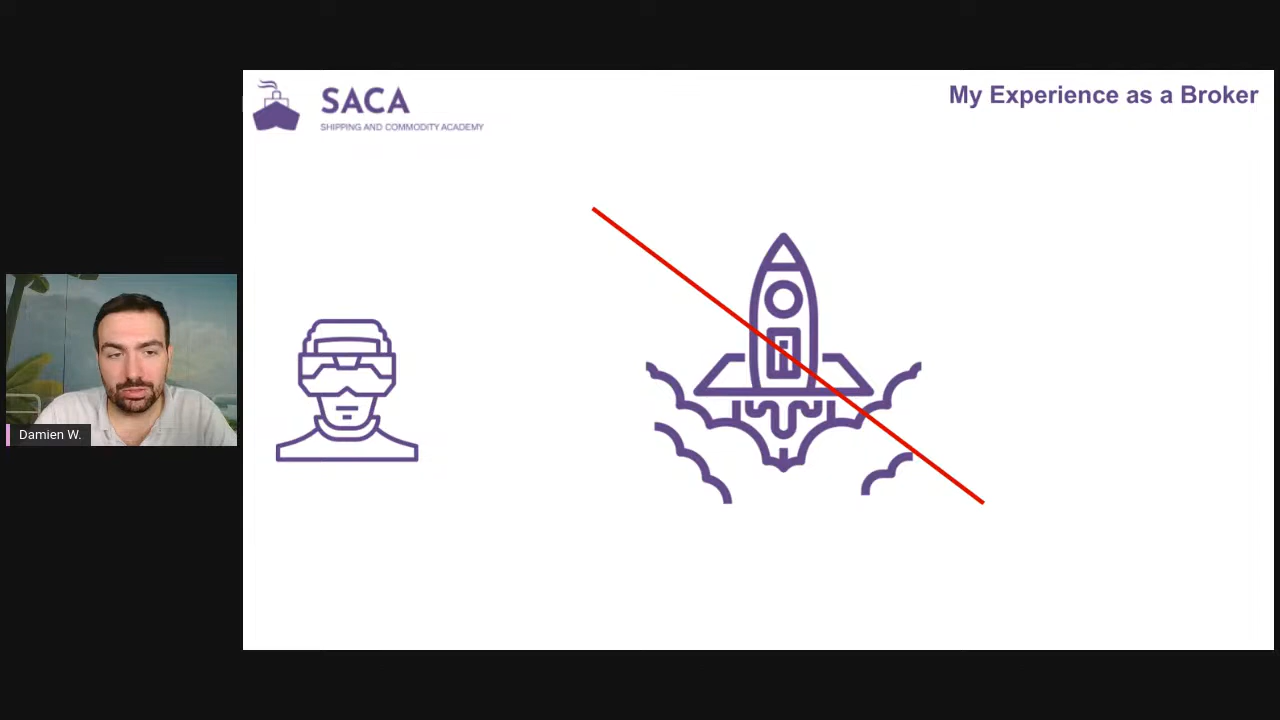 SACA
SHIPPING AND COMMODITY ACADEMY
My Experience as a Broker
Damien W.